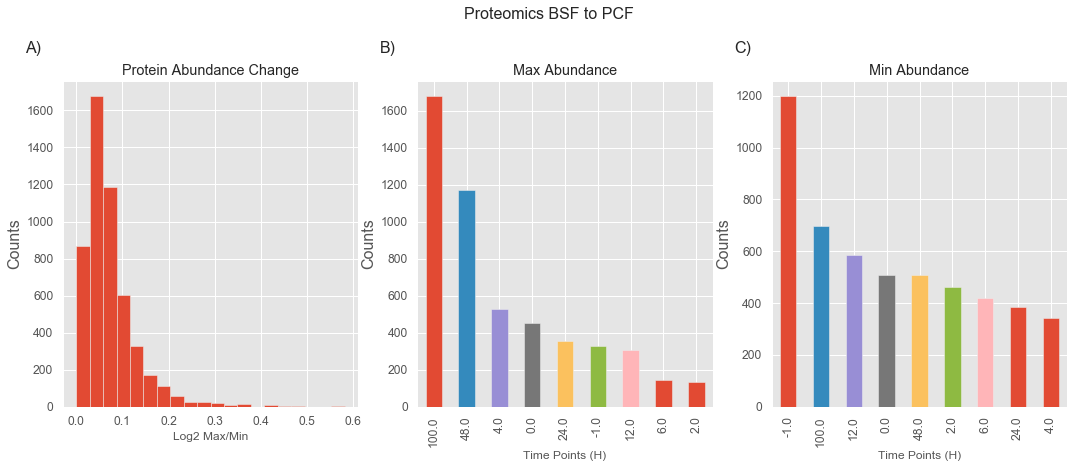 Proteomics BSF to PCF
A)
Protein Abundance Change
Counts
1600
1400
1200
1000
800
600
400
200
0
0.0 0.1 0.2 0.3 0.4 0.5 0.6
Log2 Max/Min
B)
Max Abundance
Counts
1600
1400
1200
1000
800
600
400
200
0
100.0 48.0 4.0 0.0 24.0 -1.0 12.0 6.0 2.0
Time Points (H)
C)
Min Abundance
Counts
1200
1000
800
600
400
200
0
-1.0 100.0 12.0 0.0 48.0 2.0 6.0 24.0 4.0
Time Points (H)